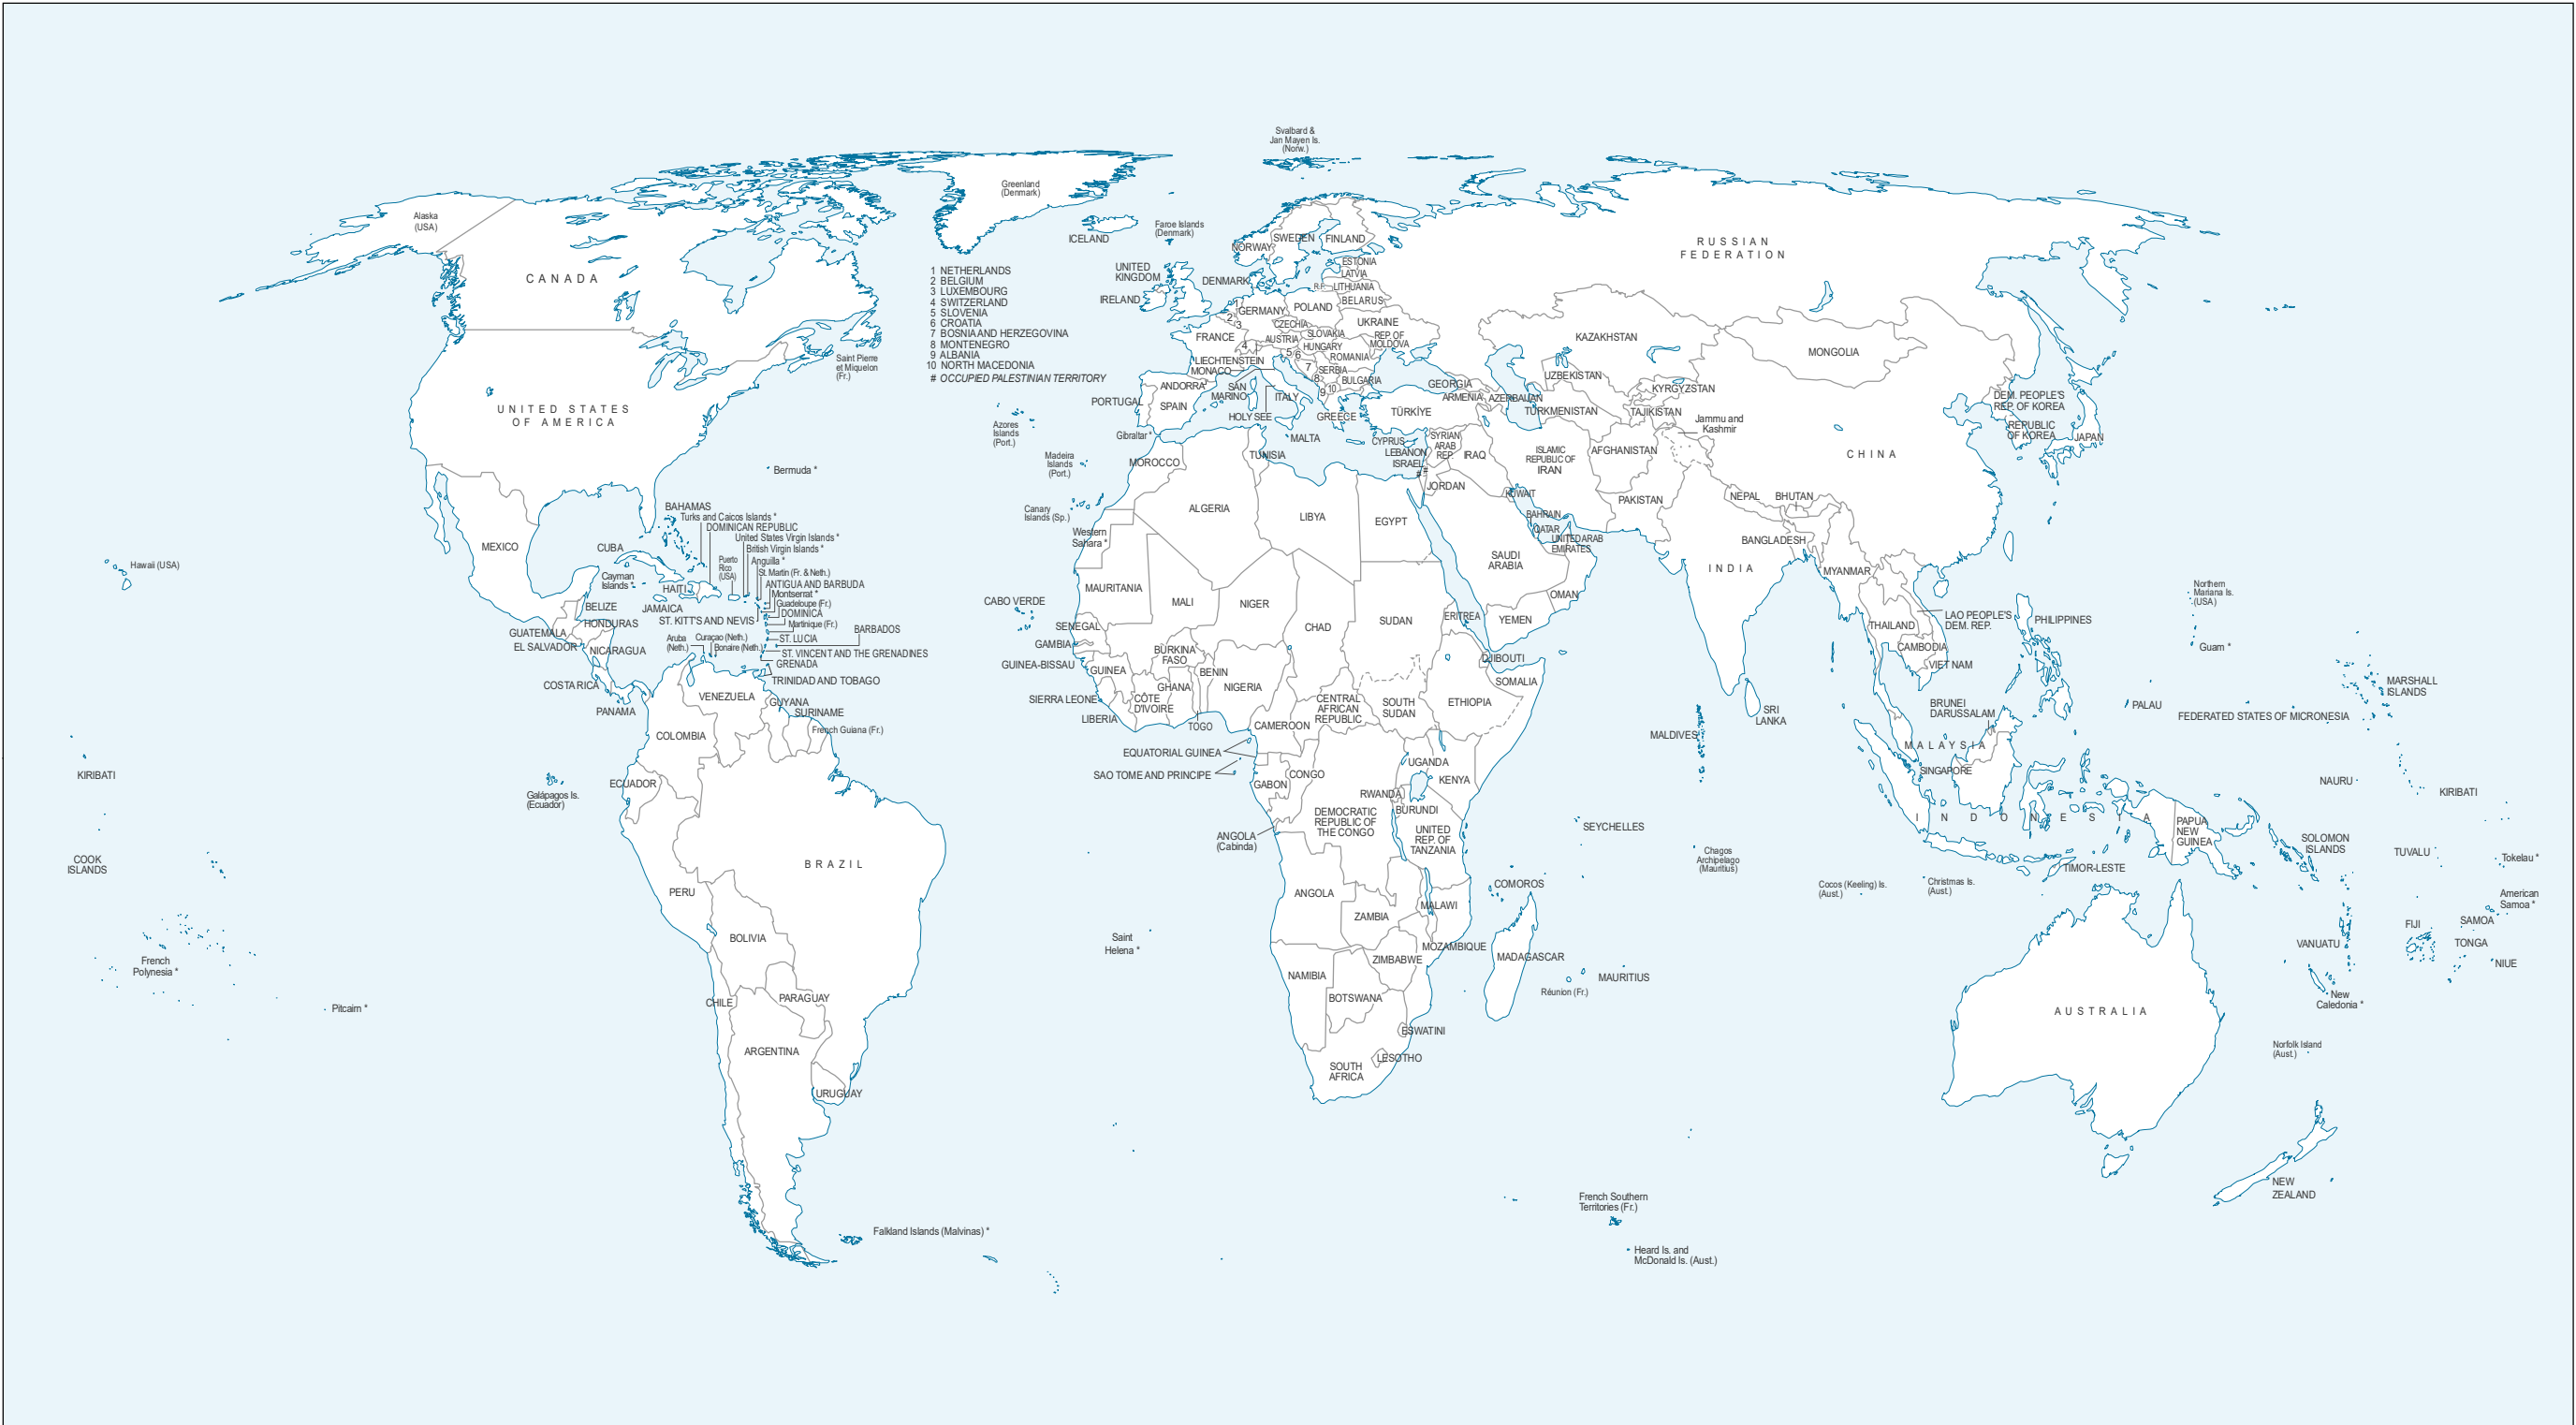 Svalbard &
Jan Mayen Is.
(Norw.)
Greenland
(Denmark)
Alaska
(USA)
ICELAND
Faroe Islands
(Denmark)
NORWAY
SWEDEN
FINLAND
RUSSIAN
FEDERATION
CANADA
1 NETHERLANDS
2 BELGIUM
3 LUXEMBOURG
4 SWITZERLAND
5 SLOVENIA
6 CROATIA
7 BOSNIA AND HERZEGOVINA
8 MONTENEGRO
9 ALBANIA
10 NORTH MACEDONIA
# OCCUPIED PALESTINIAN TERRITORY
UNITED
KINGDOM
IRELAND
DENMARK
ESTONIA
LATVIA
R.F.
LITHUANIA
BELARUS
POLAND
GERMANY
1
2
3
CZECHIA
SLOVAKIA
UKRAINE
REP. OF
MOLDOVA
FRANCE
AUSTRIA
HUNGARY
ROMANIA
4
5
6
7
8
9
10
LIECHTENSTEIN
MONACO
SERBIA
BULGARIA
ANDORRA
SAN
MARINO
ITALY
HOLY SEE
GREECE
PORTUGAL
SPAIN
Gibraltar *
MALTA
GEORGIA
ARMENIA
AZERBAIJAN
TÜRKİYE
CYPRUS
LEBANON
ISRAEL
#
#
SYRIAN
ARAB
REP.
IRAQ
JORDAN
KUWAIT
ISLAMIC
REPUBLIC OF
IRAN
KAZAKHSTAN
UZBEKISTAN
KYRGYZSTAN
TURKMENISTAN
TAJIKISTAN
AFGHANISTAN
Jammu and
Kashmir
PAKISTAN
MONGOLIA
CHINA
DEM. PEOPLE'S
REP. OF KOREA
REPUBLIC
OF KOREA
JAPAN
Saint Pierre
et Miquelon
(Fr.)
UNITED STATES
OF AMERICA
Azores
Islands
(Port.)
Madeira
Islands
(Port.)
Canary
Islands (Sp.)
Bermuda *
Hawaii (USA)
MEXICO
BAHAMAS
Turks and Caicos Islands *
DOMINICAN REPUBLIC
United States Virgin Islands *
British Virgin Islands *
Anguilla *
St. Martin (Fr. & Neth.)
ANTIGUA AND BARBUDA
Montserrat *
Guadeloupe (Fr.)
DOMINICA
Martinique (Fr.)
ST. LUCIA
BARBADOS
ST. VINCENT AND THE GRENADINES
GRENADA
TRINIDAD AND TOBAGO
Puerto
Rico
(USA)
CUBA
Cayman
Islands *
HAITI
JAMAICA
ST. KITT'S AND NEVIS
Aruba
(Neth.)
Curaçao (Neth.)
Bonaire (Neth.)
BELIZE
HONDURAS
GUATEMALA
EL SALVADOR
NICARAGUA
COSTA RICA
PANAMA
VENEZUELA
GUYANA
SURINAME
French Guiana (Fr.)
COLOMBIA
ECUADOR
Galápagos Is.
(Ecuador)
BRAZIL
PERU
BOLIVIA
PARAGUAY
CHILE
ARGENTINA
URUGUAY
Falkland Islands (Malvinas) *
KIRIBATI
COOK
ISLANDS
French
Polynesia *
Pitcairn *
MOROCCO
TUNISIA
ALGERIA
LIBYA
EGYPT
Western
Sahara *
MAURITANIA
MALI
NIGER
CHAD
SUDAN
ERITREA
DJIBOUTI
SOMALIA
ETHIOPIA
CABO VERDE
SENEGAL
GAMBIA
GUINEA-BISSAU
GUINEA
SIERRA LEONE
LIBERIA
CÔTE
D'IVOIRE
BURKINA
FASO
GHANA
TOGO
BENIN
NIGERIA
CAMEROON
CENTRAL
AFRICAN
REPUBLIC
SOUTH
SUDAN
EQUATORIAL GUINEA
SAO TOME AND PRINCIPE
GABON
CONGO
DEMOCRATIC
REPUBLIC OF
THE CONGO
UGANDA
KENYA
RWANDA
BURUNDI
UNITED
REP. OF
TANZANIA
ANGOLA
(Cabinda)
ANGOLA
ZAMBIA
MALAWI
MOZAMBIQUE
ZIMBABWE
NAMIBIA
BOTSWANA
ESWATINI
LESOTHO
SOUTH
AFRICA
Saint
Helena *
COMOROS
MADAGASCAR
SEYCHELLES
MAURITIUS
Réunion (Fr.)
BAHRAIN
QATAR
UNITED ARAB
EMIRATES
SAUDI
ARABIA
OMAN
YEMEN
NEPAL
BHUTAN
BANGLADESH
INDIA
MYANMAR
SRI
LANKA
MALDIVES
Chagos
Archipelago
(Mauritius)
THAILAND
LAO PEOPLE'S
DEM. REP.
CAMBODIA
VIET NAM
PHILIPPINES
BRUNEI
DARUSSALAM
MALAYSIA
SINGAPORE
INDONESIA
TIMOR-LESTE
PAPUA
NEW
GUINEA
Cocos (Keeling) Is.
(Aust.)
Christmas Is.
(Aust.)
Northern
Mariana Is.
(USA)
Guam *
PALAU
FEDERATED STATES OF MICRONESIA
MARSHALL
ISLANDS
NAURU
KIRIBATI
SOLOMON
ISLANDS
TUVALU
Tokelau *
American
Samoa *
SAMOA
FIJI
TONGA
NIUE
VANUATU
New
Caledonia *
AUSTRALIA
Norfolk Island
(Aust.)
NEW
ZEALAND
French Southern
Territories (Fr.)
Heard Is. and
McDonald Is. (Aust.)